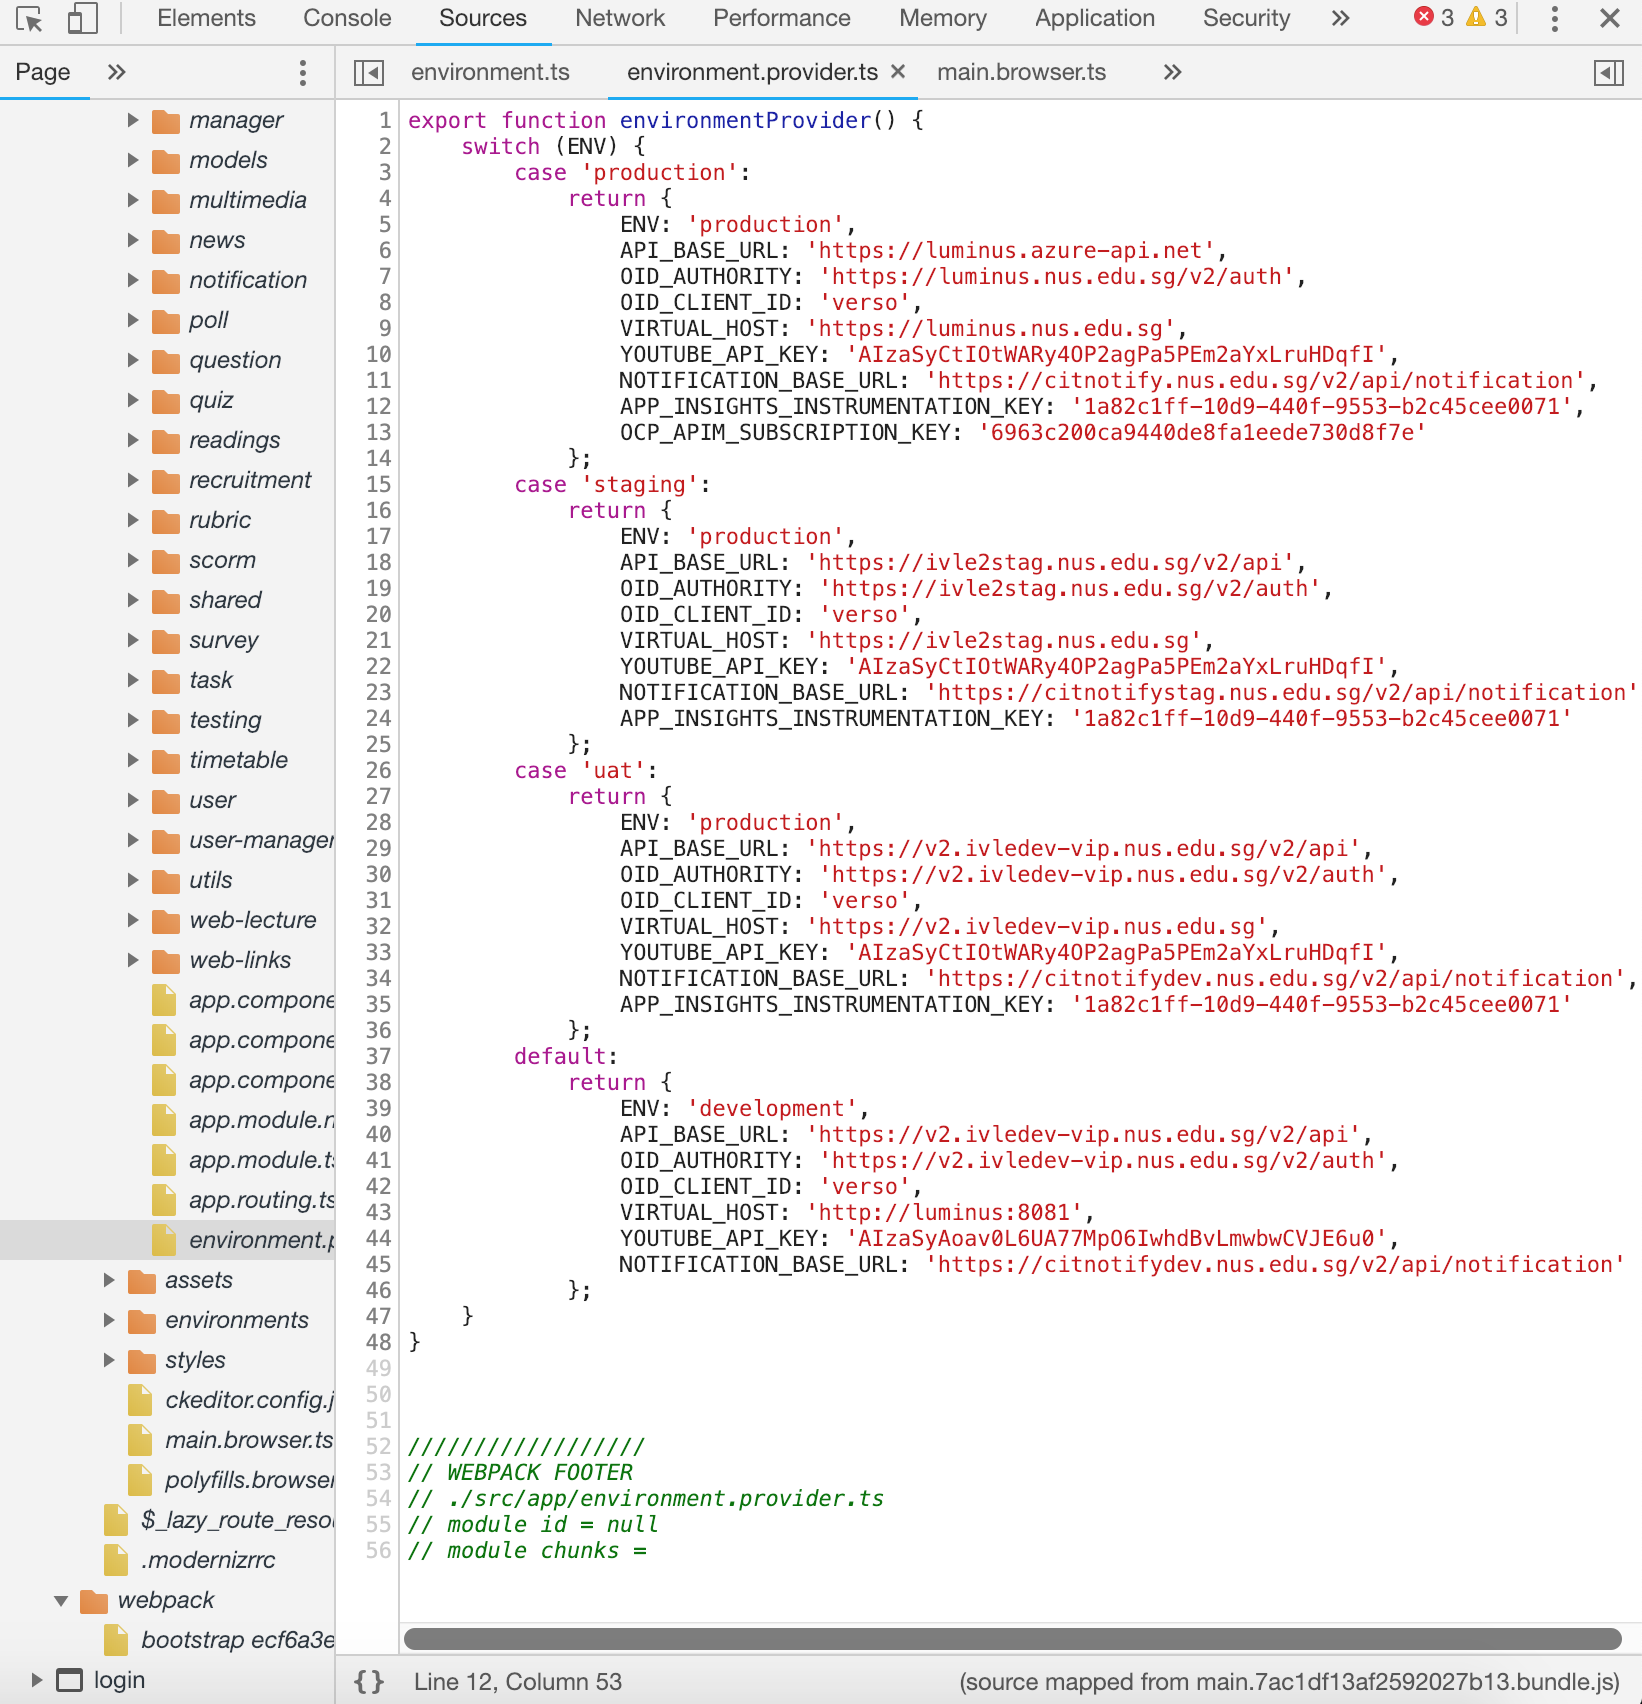 Elements Console Sources Network Performance Memory Application Security » 3 3
Page » environment.ts environment.provider.ts × main.browser.ts »
manager
models
multimedia
news
notification
poll
question
quiz
readings
recruitment
rubric
scorm
shared
survey
task
testing
timetable
user
user-manager
utils
web-lecture
web-links
app.compone
app.compone
app.compone
app.module.n
app.module.ts
app.routing.ts
environment.p
assets
environments
styles
ckeditor.config.j
main.browser.ts
polyfills.browser
$_lazy_route_resou
.modernizrrc
webpack
bootstrap ecf6a3e
login
1 export function environmentProvider() {
2 switch (ENV) {
3 case 'production':
4 return {
5 ENV: 'production',
6 API_BASE_URL: 'https://luminus.azure-api.net',
7 OID_AUTHORITY: 'https://luminus.nus.edu.sg/v2/auth',
8 OID_CLIENT_ID: 'verso',
9 VIRTUAL_HOST: 'https://luminus.nus.edu.sg',
10 YOUTUBE_API_KEY: 'AIzaSyCtIOtWARy4OP2agPa5PEm2aYxLruHDqfI',
11 NOTIFICATION_BASE_URL: 'https://citnotify.nus.edu.sg/v2/api/notification',
12 APP_INSIGHTS_INSTRUMENTATION_KEY: '1a82c1ff-10d9-440f-9553-b2c45cee0071',
13 OCP_APIM_SUBSCRIPTION_KEY: '6963c200ca9440de8fa1eede730d8f7e'
14 };
15 case 'staging':
16 return {
17 ENV: 'production',
18 API_BASE_URL: 'https://ivle2stag.nus.edu.sg/v2/api',
19 OID_AUTHORITY: 'https://ivle2stag.nus.edu.sg/v2/auth',
20 OID_CLIENT_ID: 'verso',
21 VIRTUAL_HOST: 'https://ivle2stag.nus.edu.sg',
22 YOUTUBE_API_KEY: 'AIzaSyCtIOtWARy4OP2agPa5PEm2aYxLruHDqfI',
23 NOTIFICATION_BASE_URL: 'https://citnotifystag.nus.edu.sg/v2/api/notification'
24 APP_INSIGHTS_INSTRUMENTATION_KEY: '1a82c1ff-10d9-440f-9553-b2c45cee0071'
25 };
26 case 'uat':
27 return {
28 ENV: 'production',
29 API_BASE_URL: 'https://v2.ivledev-vip.nus.edu.sg/v2/api',
30 OID_AUTHORITY: 'https://v2.ivledev-vip.nus.edu.sg/v2/auth',
31 OID_CLIENT_ID: 'verso',
32 VIRTUAL_HOST: 'https://v2.ivledev-vip.nus.edu.sg',
33 YOUTUBE_API_KEY: 'AIzaSyCtIOtWARy4OP2agPa5PEm2aYxLruHDqfI',
34 NOTIFICATION_BASE_URL: 'https://citnotifydev.nus.edu.sg/v2/api/notification',
35 APP_INSIGHTS_INSTRUMENTATION_KEY: '1a82c1ff-10d9-440f-9553-b2c45cee0071'
36 };
37 default:
38 return {
39 ENV: 'development',
40 API_BASE_URL: 'https://v2.ivledev-vip.nus.edu.sg/v2/api',
41 OID_AUTHORITY: 'https://v2.ivledev-vip.nus.edu.sg/v2/auth',
42 OID_CLIENT_ID: 'verso',
43 VIRTUAL_HOST: 'http://luminus:8081',
44 YOUTUBE_API_KEY: 'AIzaSyAoav0L6UA77MpO6IwhdBvLmwbwCVJE6u0',
45 NOTIFICATION_BASE_URL: 'https://citnotifydev.nus.edu.sg/v2/api/notification'
46 };
47 }
48 }
49
50
51
52 //////////////////
53 // WEBPACK FOOTER
54 // ./src/app/environment.provider.ts
55 // module id = null
56 // module chunks =
{} Line 12, Column 53 (source mapped from main.7ac1df13af2592027b13.bundle.js)